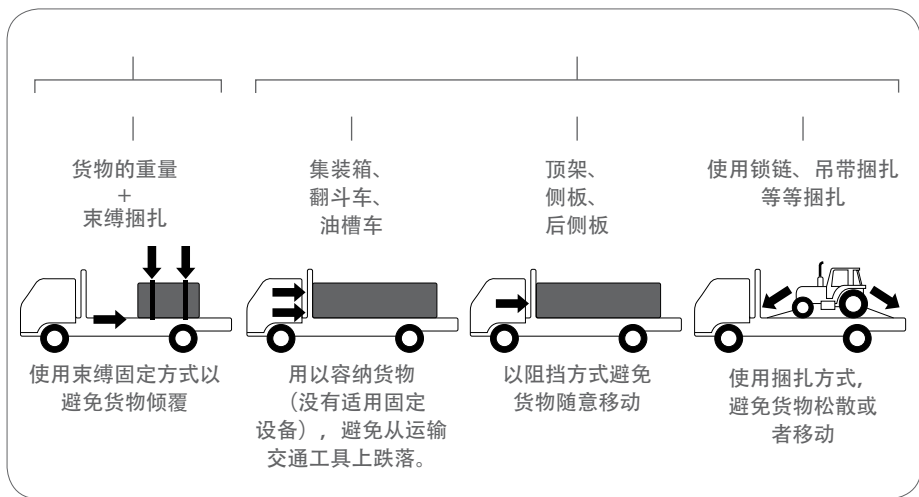 货物的重量
+
束缚捆扎
集装箱、
翻斗车、
油槽车
顶架、
侧板、
后侧板
使用锁链、吊带捆扎
等等捆扎
使用束缚固定方式以
避免货物倾覆
用以容纳货物
（没有适用固定
设备），避免从运输
交通工具上跌落。
以阻挡方式避免
货物随意移动
使用捆扎方式，
避免货物松散或
者移动